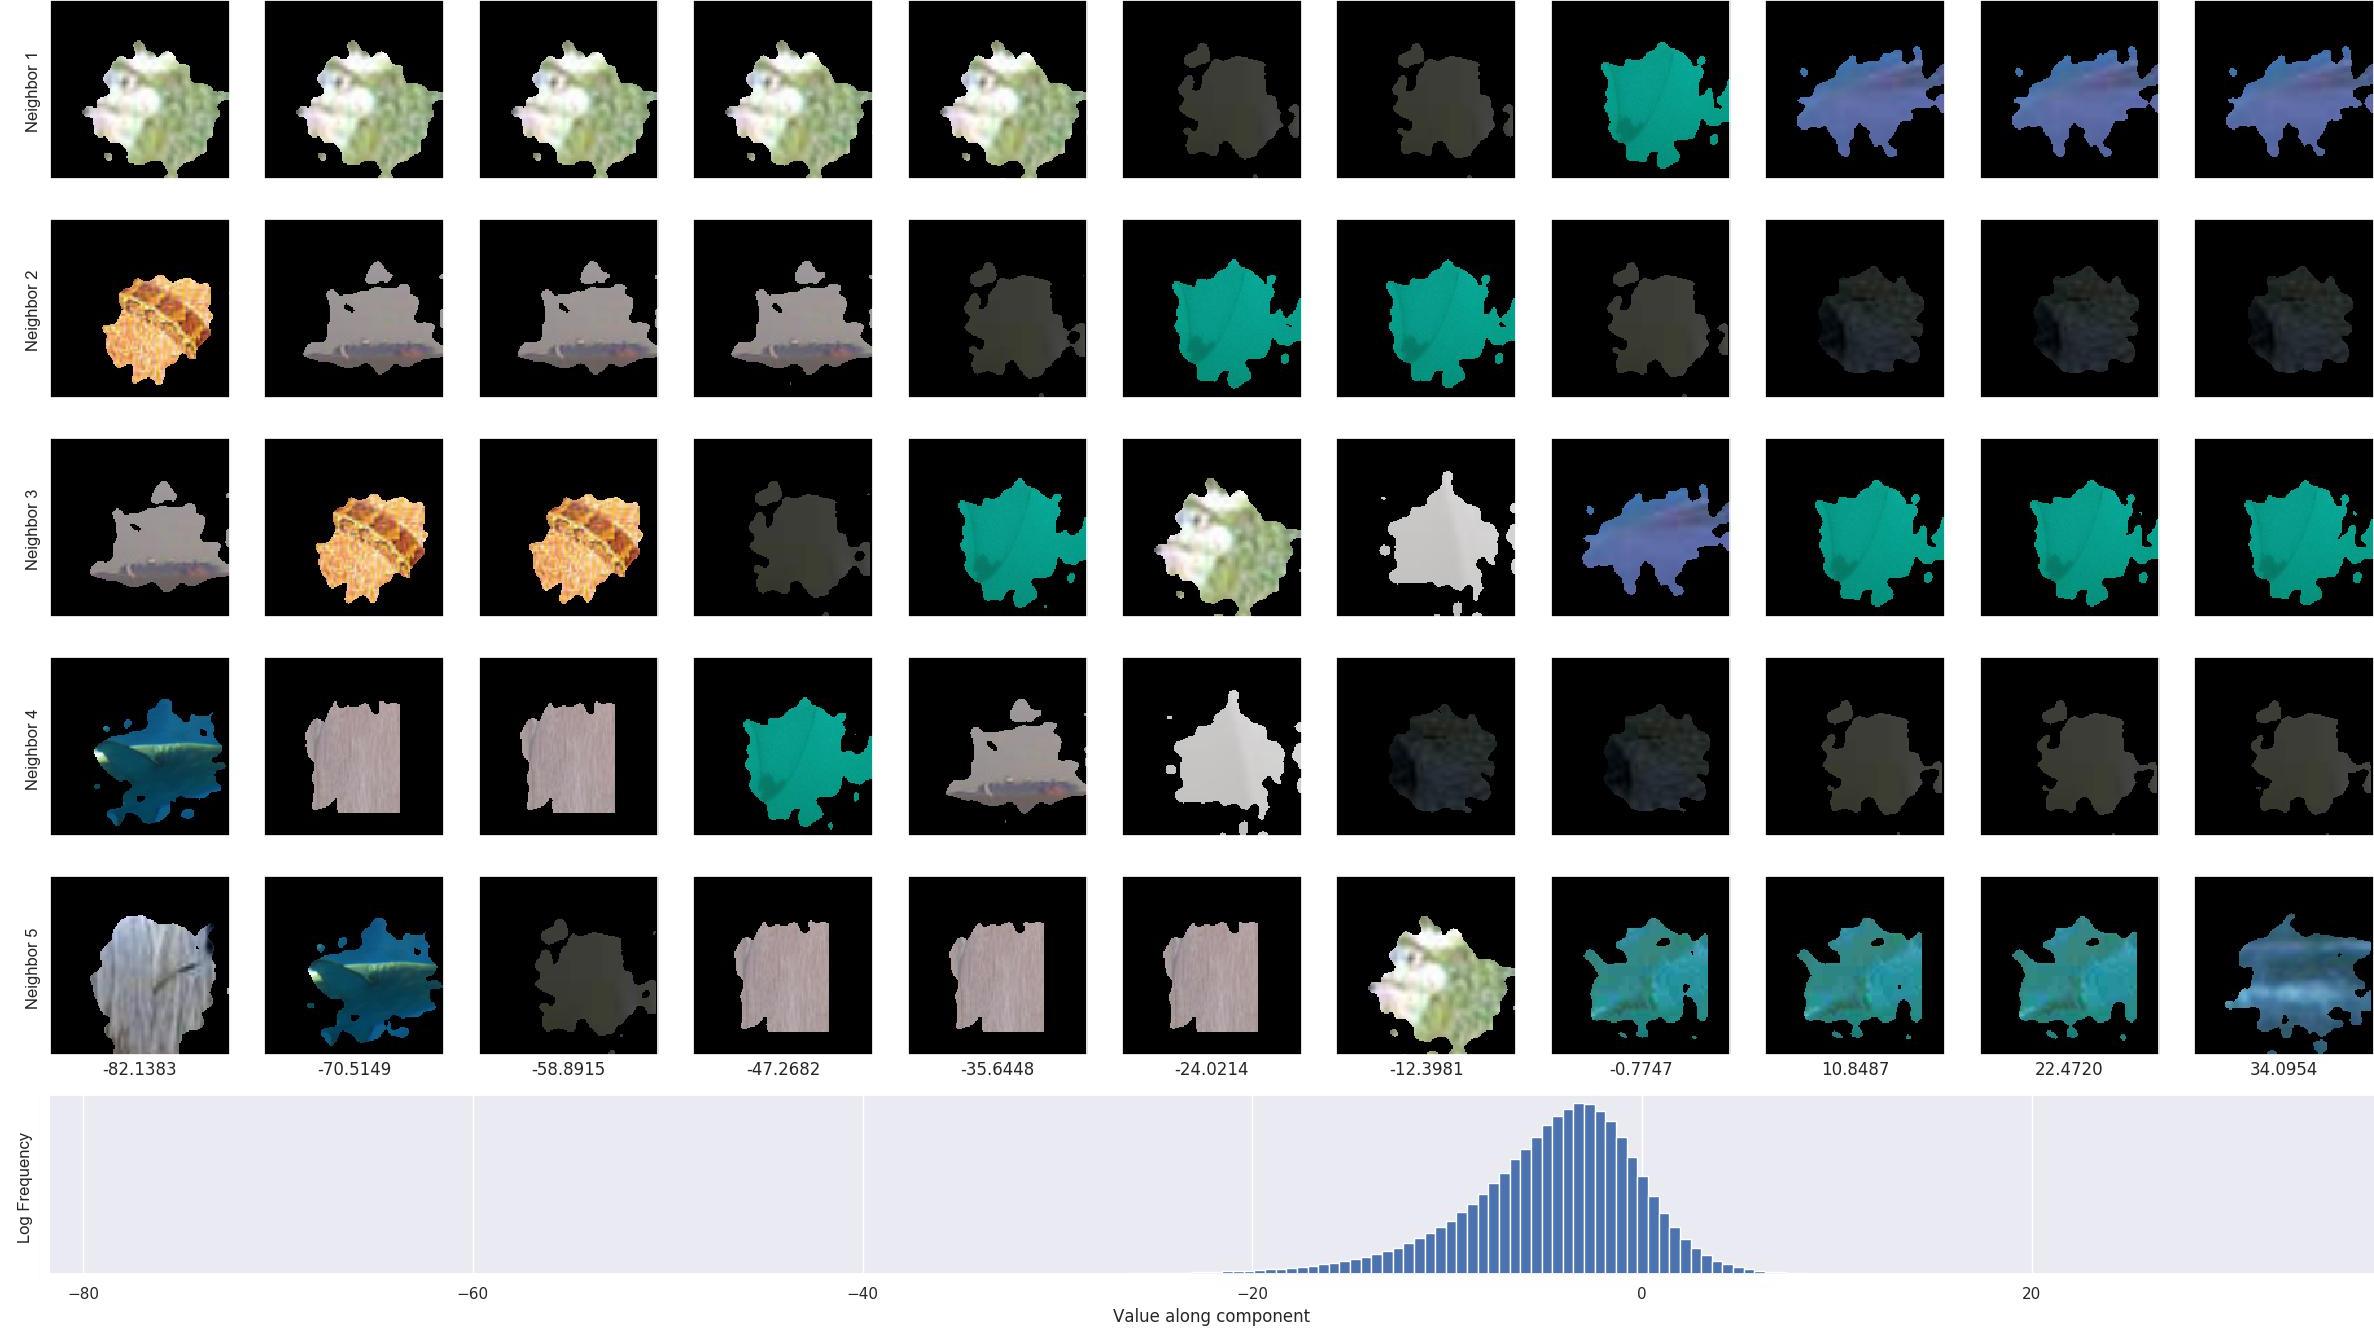 Neighbor 1
Neighbor 2
Neighbor 3
Neighbor 4
Neighbor 5
-82.1383 -70.5149 -58.8915 -47.2682 -35.6448 -24.0214 -12.3981 -0.7747 10.8487 22.4720 34.0954
Log Frequency
−80 −60 −40 −20 0 20
Value along component